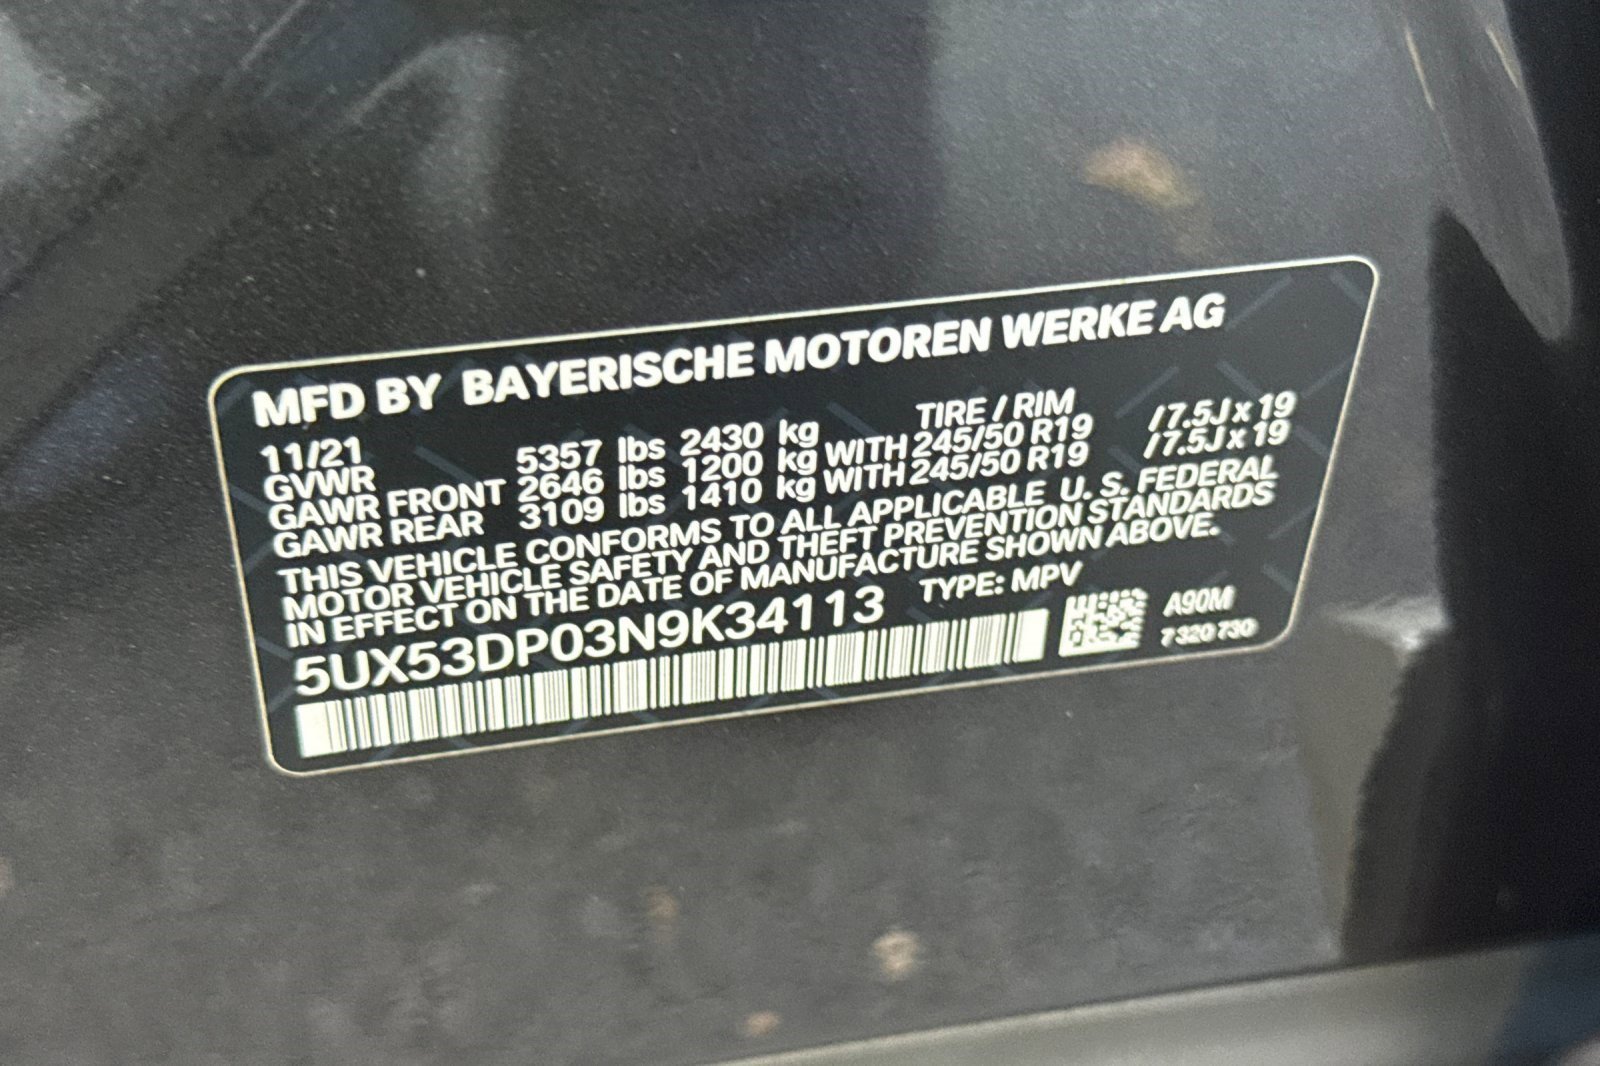 MFD BY BAYERISCHE MOTOREN WERKE AG
11/21 TIRE / RIM
GVWR 5357 lbs 2430 kg
GAWR FRONT 2646 lbs 1200 kg WITH 245/50 R19 / 7.5J x 19
GAWR REAR 3109 lbs 1410 kg WITH 245/50 R19 / 7.5J x 19
THIS VEHICLE CONFORMS TO ALL APPLICABLE U. S. FEDERAL
MOTOR VEHICLE SAFETY AND THEFT PREVENTION STANDARDS
IN EFFECT ON THE DATE OF MANUFACTURE SHOWN ABOVE.
5UX53DP03N9K34113 TYPE: MPV
A90M
7 320 730